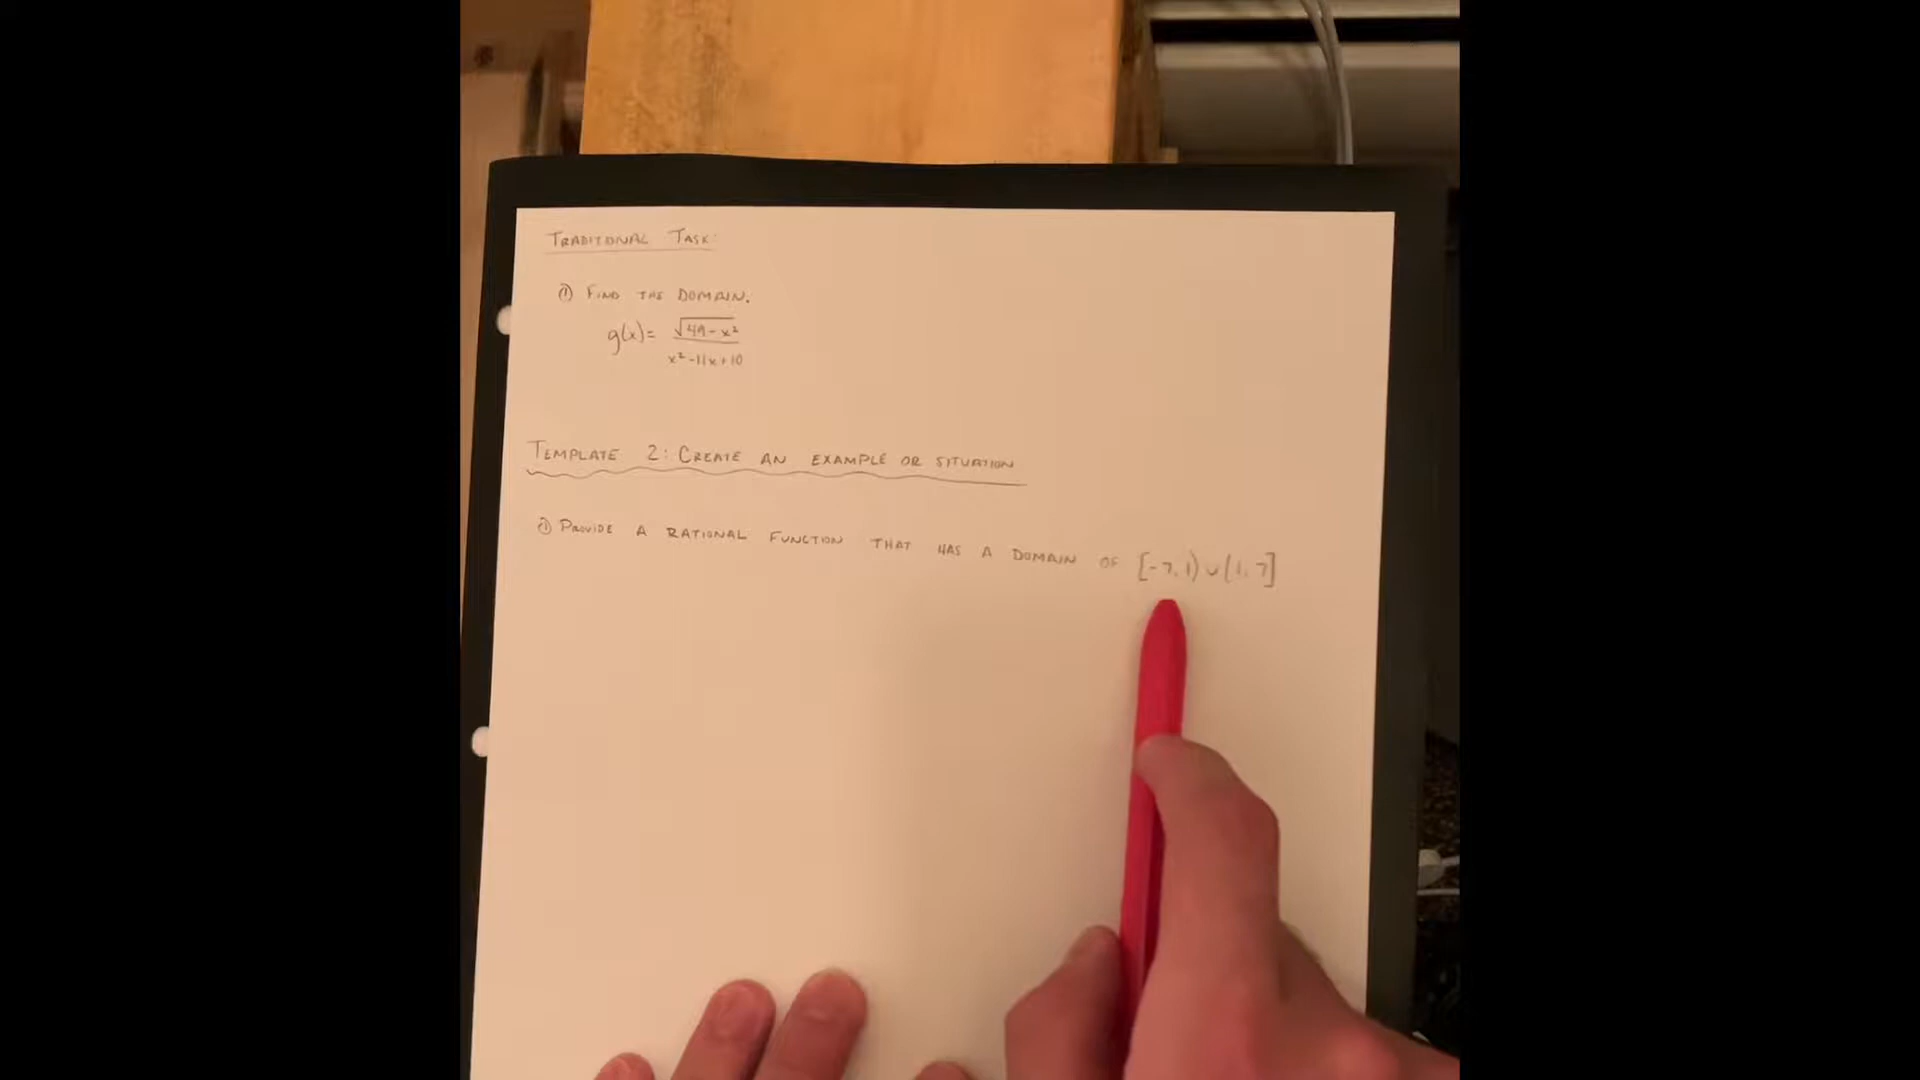 TRADITIONAL TASK:
① FIND THE DOMAIN.
g(x)= √49-x²
x²-11x+10
TEMPLATE 2: CREATE AN EXAMPLE OR SITUATION
① PROVIDE A RATIONAL FUNCTION THAT HAS A DOMAIN OF [-7,1)∪(1,7]